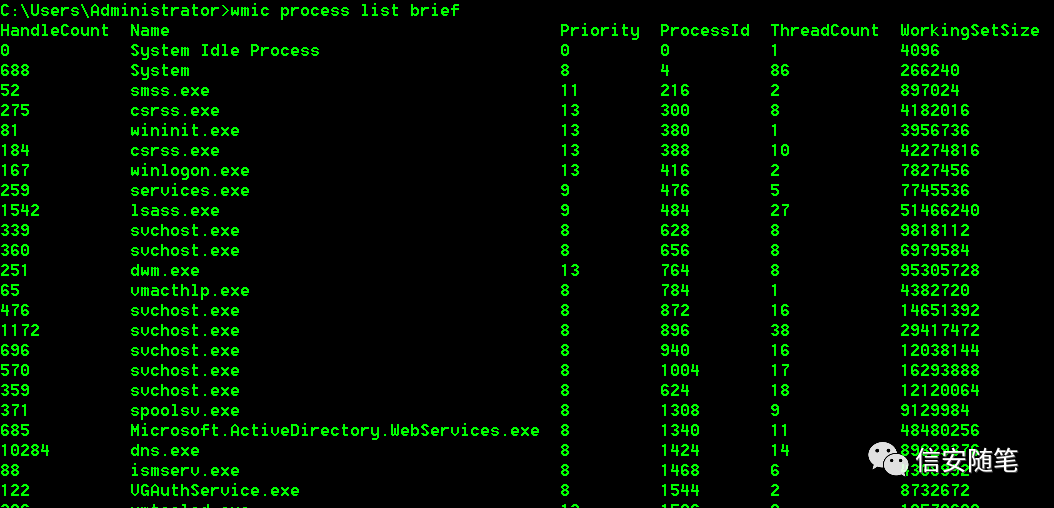 C:\Users\Administrator>wmic process list brief
HandleCount Name Priority ProcessId ThreadCount WorkingSetSize
0 System Idle Process 0 0 1 4096
688 System 8 4 86 266240
52 smss.exe 11 216 2 897024
275 csrss.exe 13 300 8 4182016
81 wininit.exe 13 380 1 3956736
184 csrss.exe 13 388 10 42274816
167 winlogon.exe 13 416 2 7827456
259 services.exe 9 476 5 7745536
1542 lsass.exe 9 484 27 51466240
339 svchost.exe 8 628 8 9818112
360 svchost.exe 8 656 8 6979584
251 dwm.exe 13 764 8 95305728
65 vmacthlp.exe 8 784 1 4382720
476 svchost.exe 8 872 16 14651392
1172 svchost.exe 8 896 38 29417472
696 svchost.exe 8 940 16 12038144
570 svchost.exe 8 1004 17 16293888
359 svchost.exe 8 624 18 12120064
371 spoolsv.exe 8 1308 9 9129984
685 Microsoft.ActiveDirectory.WebServices.exe 8 1340 11 48480256
10284 dns.exe 8 1424 14
88 ismserv.exe 8 1468 6
信安随笔
122 VGAuthService.exe 8 1544 2 8732672